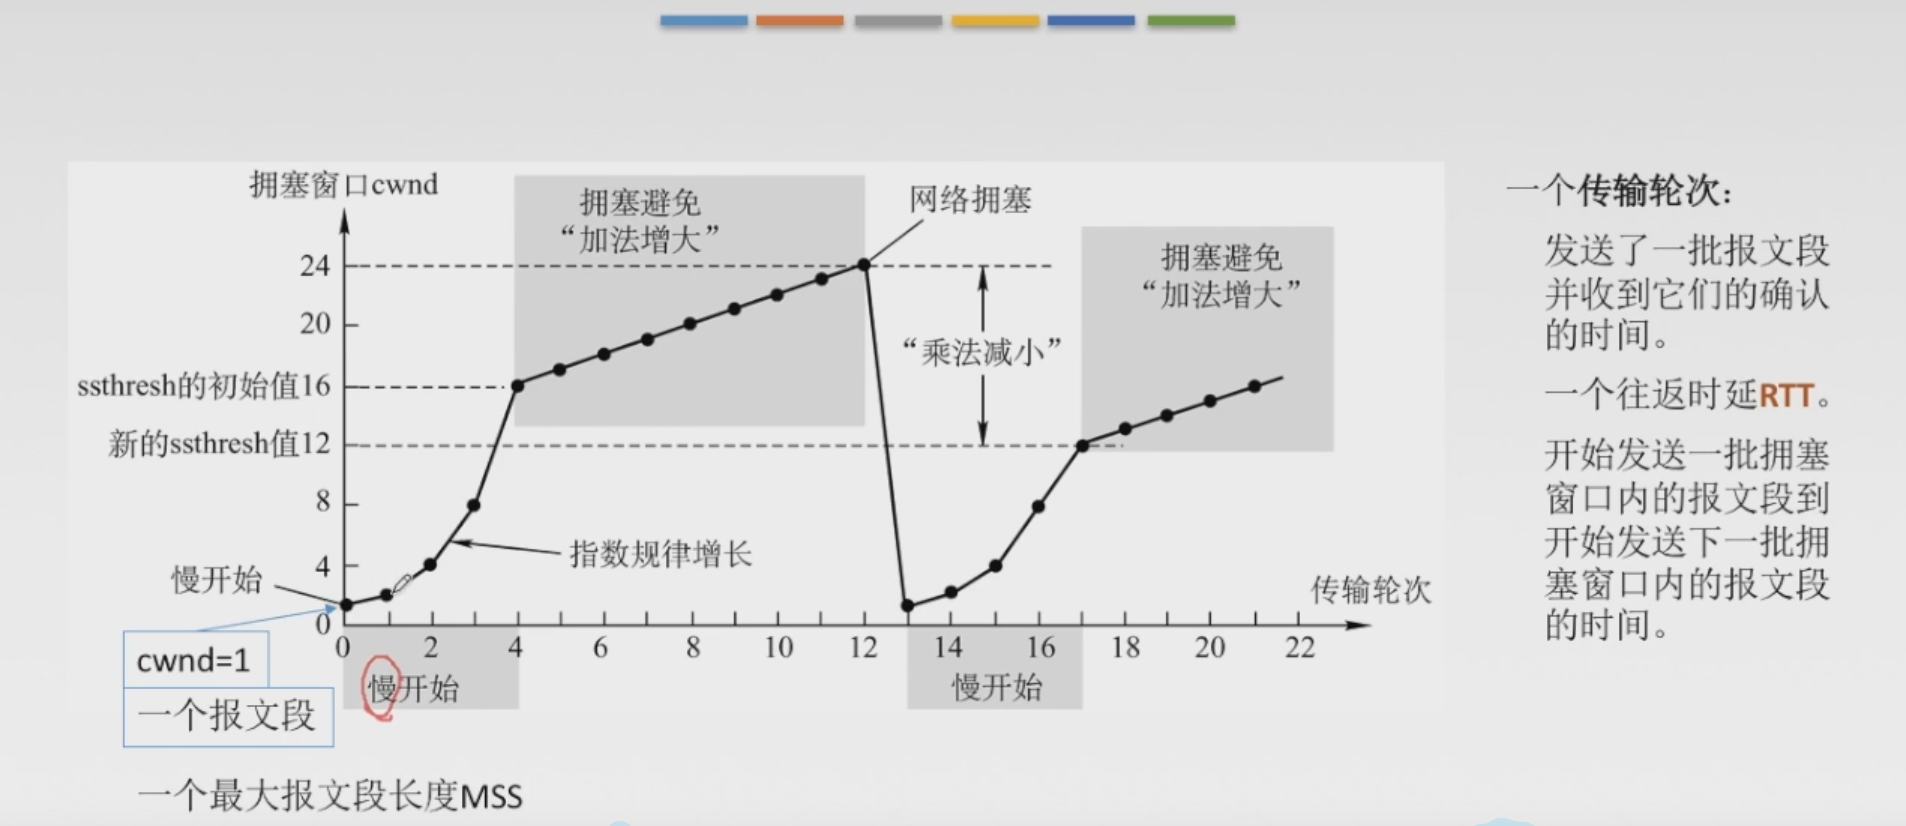 拥塞窗口cwnd
拥塞避免
“加法增大”
网络拥塞
24
20
ssthresh的初始值16
新的ssthresh值12
8
4
0
“乘法减小”
拥塞避免
“加法增大”
指数规律增长
慢开始
传输轮次
0 2 4 6 8 10 12 14 16 18 20 22
慢开始
慢开始
cwnd=1
一个报文段
一个最大报文段长度MSS
一个传输轮次：
发送了一批报文段
并收到它们的确认
的时间。
一个往返时延RTT。
开始发送一批拥塞
窗口内的报文段到
开始发送下一批拥
塞窗口内的报文段
的时间。